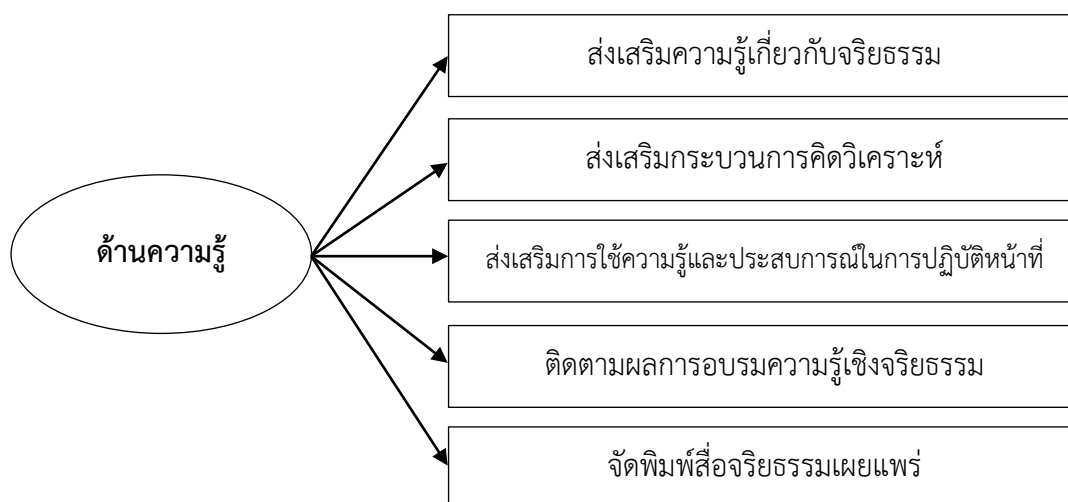 ส่งเสริมความรู้เกี่ยวกับจริยธรรม
ส่งเสริมกระบวนการคิดวิเคราะห์
ด้านความรู้
ส่งเสริมการใช้ความรู้และประสบการณ์ในการปฏิบัติหน้าที่
ติดตามผลการอบรมความรู้เชิงจริยธรรม
จัดพิมพ์สื่อจริยธรรมเผยแพร่